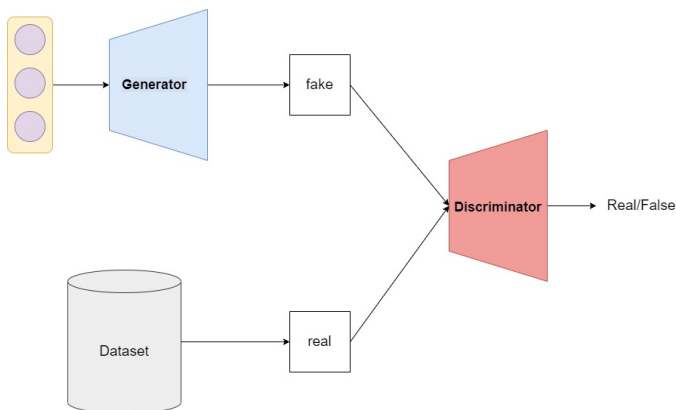 Generator
fake
Discriminator
Real/False
Dataset
real